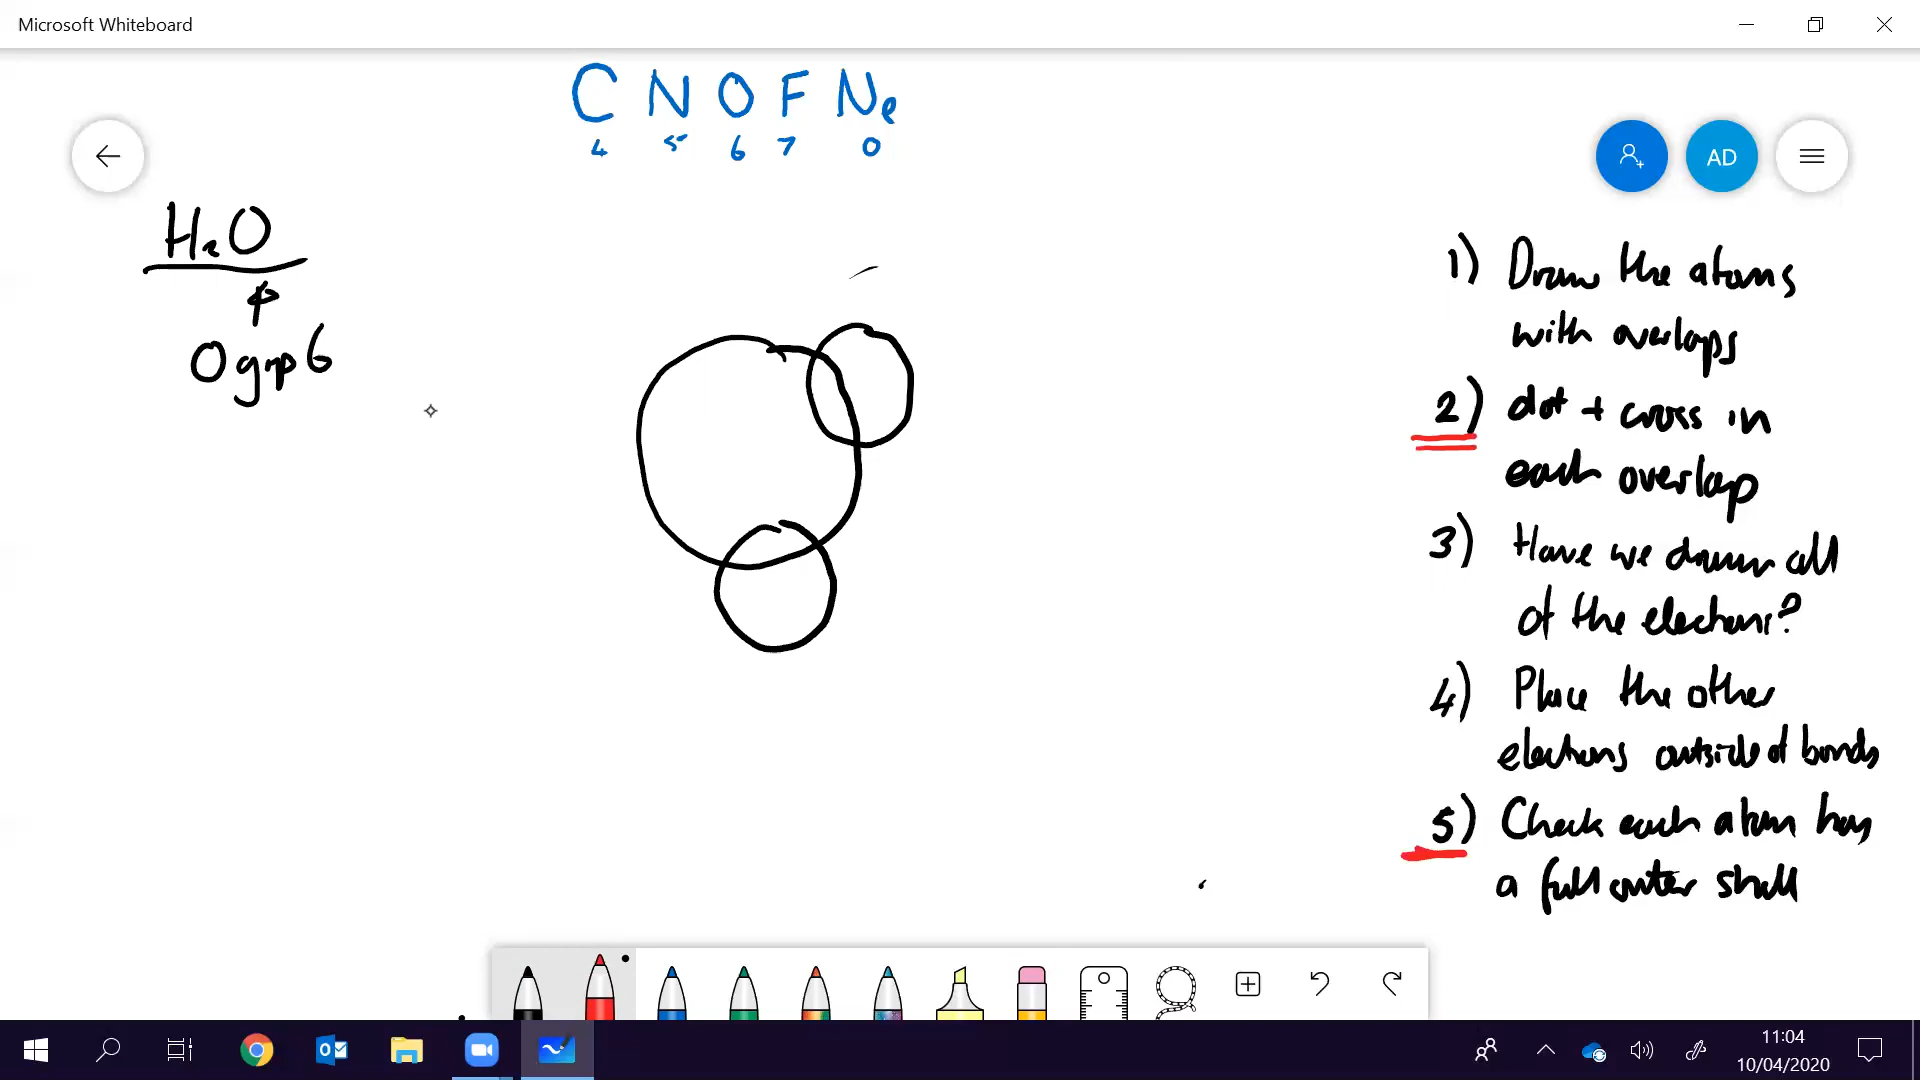 Microsoft Whiteboard
C N O F Ne
4 5 6 7 0
AD
H2O
O grp 6
1) Draw the atoms
with overlaps
2) dot + cross in
each overlap
3) Have we drawn all
of the electrons?
4) Place the other
electrons outside of bonds
5) Check each atom has
a full outer shell
11:04
10/04/2020